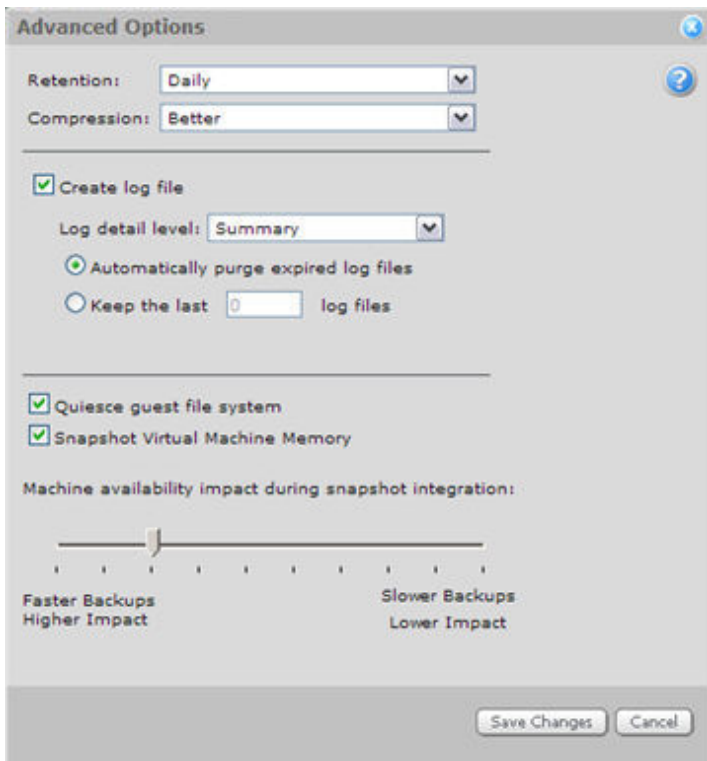 Advanced Options
Retention: Daily
Compression: Better
Create log file
Log detail level: Summary
Automatically purge expired log files
Keep the last 0 log files
Quiesce guest file system
Snapshot Virtual Machine Memory
Machine availability impact during snapshot integration:
Faster Backups Slower Backups
Higher Impact Lower Impact
Save Changes Cancel